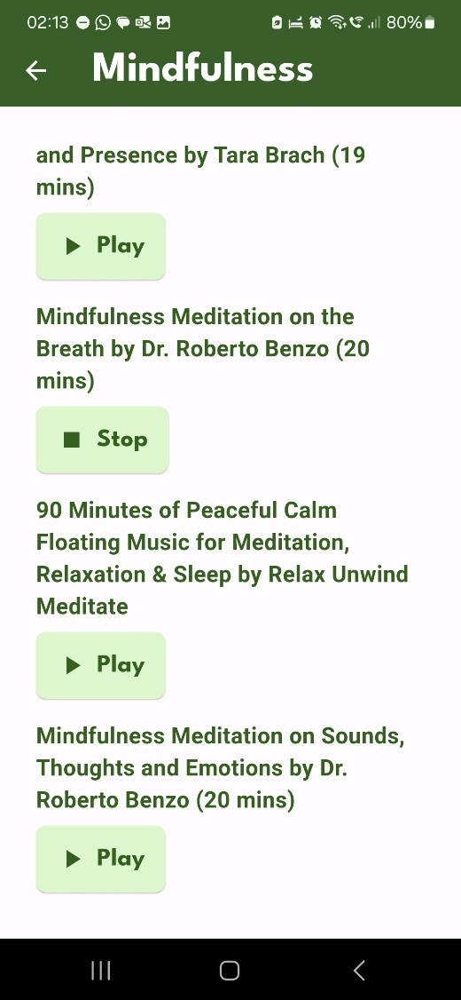 02:13
80%
Mindfulness
and Presence by Tara Brach (19
mins)
Play
Mindfulness Meditation on the
Breath by Dr. Roberto Benzo (20
mins)
Stop
90 Minutes of Peaceful Calm
Floating Music for Meditation,
Relaxation & Sleep by Relax Unwind
Meditate
Play
Mindfulness Meditation on Sounds,
Thoughts and Emotions by Dr.
Roberto Benzo (20 mins)
Play